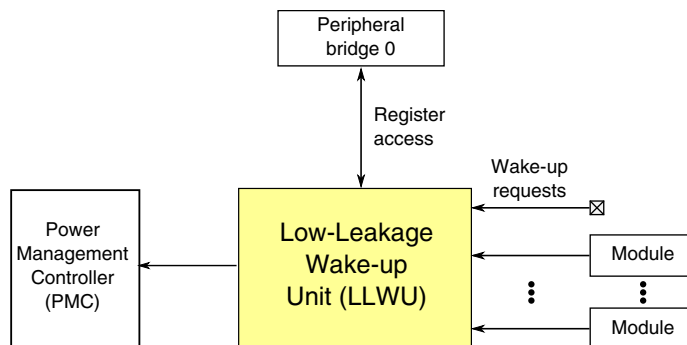 Peripheral
bridge 0
Register
access
Wake-up
requests
Power
Management
Controller
(PMC)
Low-Leakage
Wake-up
Unit (LLWU)
Module
Module